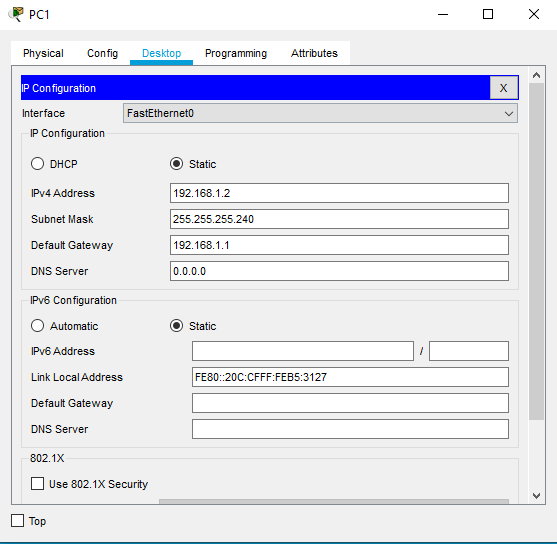 PC1
Physical Config Desktop Programming Attributes
IP Configuration X
Interface FastEthernet0
IP Configuration
DHCP Static
IPv4 Address 192.168.1.2
Subnet Mask 255.255.255.240
Default Gateway 192.168.1.1
DNS Server 0.0.0.0
IPv6 Configuration
Automatic Static
IPv6 Address /
Link Local Address FE80::20C:CFFF:FEB5:3127
Default Gateway
DNS Server
802.1X
Use 802.1X Security
Top